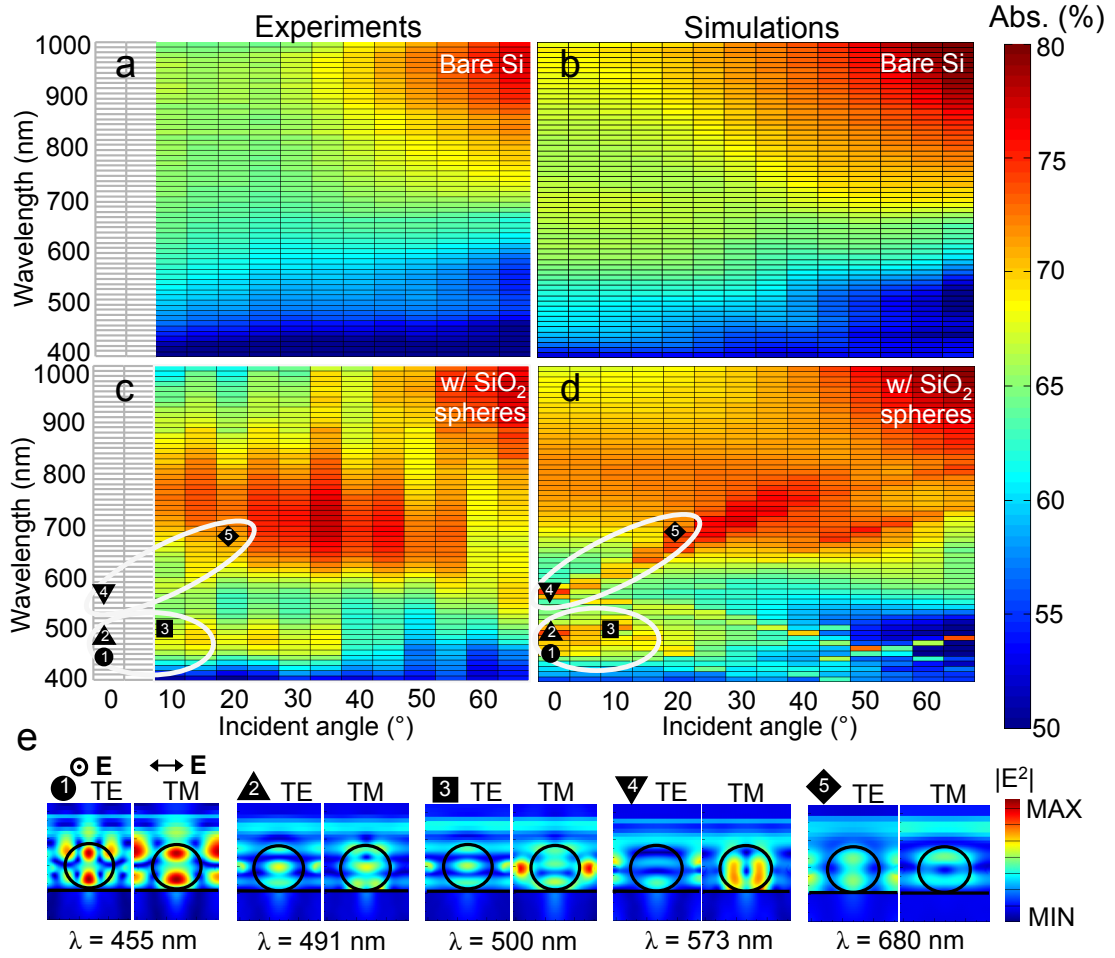 Experiments
Simulations
Abs. (%)
a
Bare Si
b
Bare Si
Wavelength (nm)
1000
900
800
700
600
500
400
80
75
70
65
60
55
50
c
w/ SiO2
spheres
d
w/ SiO2
spheres
Wavelength (nm)
1000
900
800
700
600
500
400
5
4
3
2
1
5
4
3
2
1
0 10 20 30 40 50 60
0 10 20 30 40 50 60
Incident angle (°)
Incident angle (°)
e
E
E
1 TE TM
2 TE TM
3 TE TM
4 TE TM
5 TE TM
|E²|
MAX
MIN
λ = 455 nm
λ = 491 nm
λ = 500 nm
λ = 573 nm
λ = 680 nm